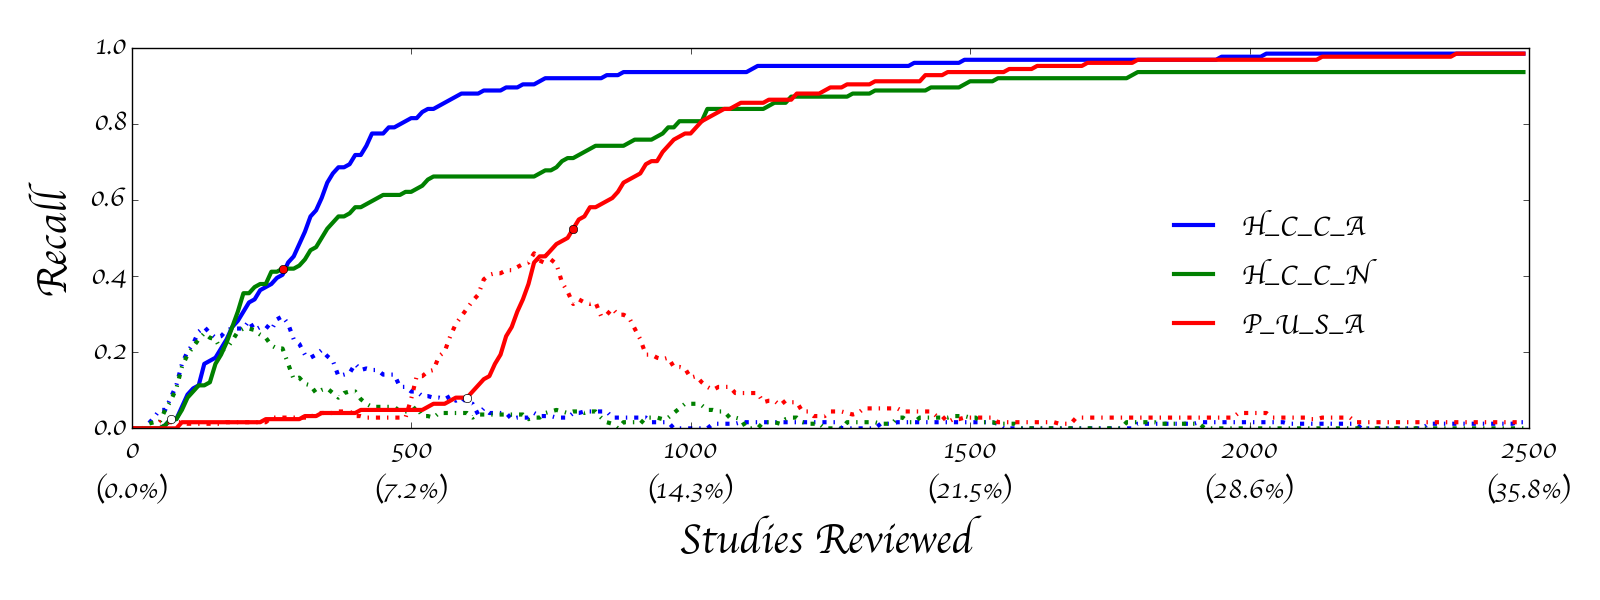 1.0
0.8
0.6
0.4
0.2
0.0
Recall
H_C_C_A
H_C_C_N
P_U_S_A
0 500 1000 1500 2000 2500
(0.0%) (7.2%) (14.3%) (21.5%) (28.6%) (35.8%)
Studies Reviewed